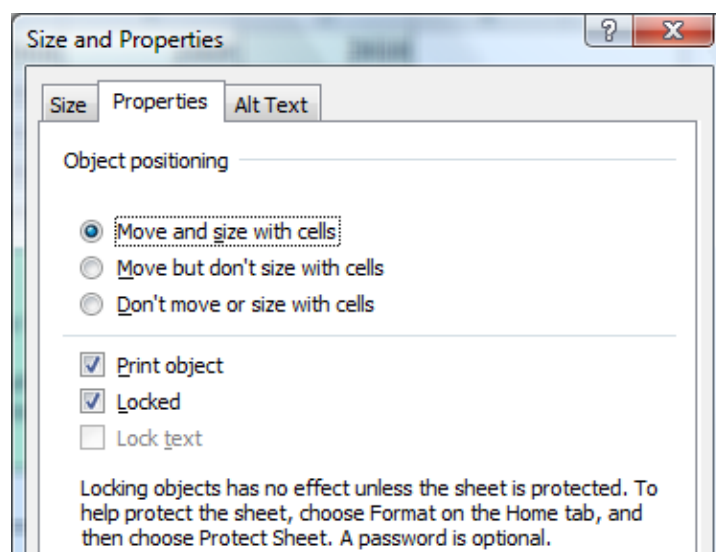 Size and Properties
Size Properties Alt Text
Object positioning
Move and size with cells
Move but don't size with cells
Don't move or size with cells
Print object
Locked
Lock text
Locking objects has no effect unless the sheet is protected. To
help protect the sheet, choose Format on the Home tab, and
then choose Protect Sheet. A password is optional.